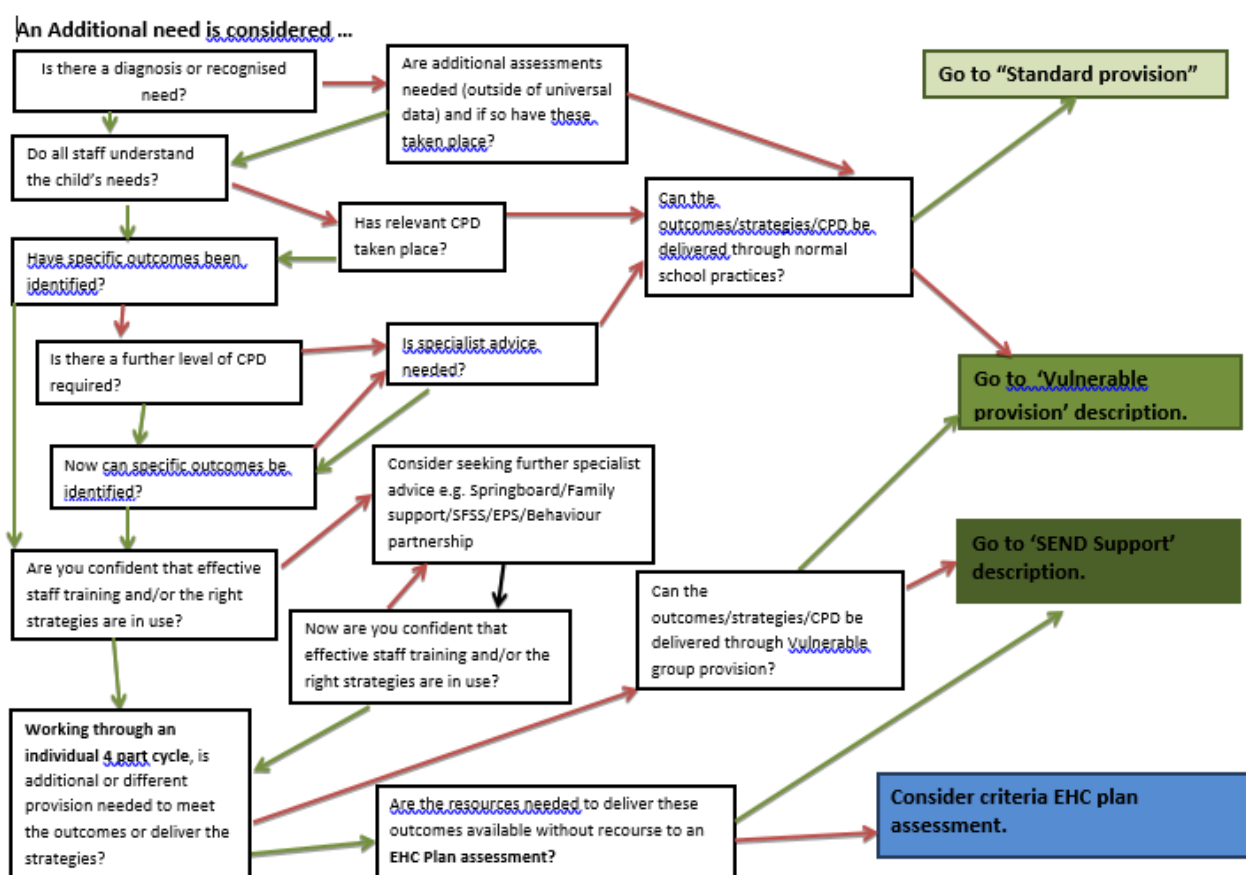 An Additional need is considered …
Is there a diagnosis or recognised
need?
Are additional assessments
needed (outside of universal
data) and if so have these
taken place?
Go to “Standard provision”
Do all staff understand
the child’s needs?
Has relevant CPD
taken place?
Can the
outcomes/strategies/CPD be
delivered through normal
school practices?
Have specific outcomes been
identified?
Is there a further level of CPD
required?
Is specialist advice
needed?
Go to ‘Vulnerable
provision’ description.
Now can specific outcomes be
identified?
Consider seeking further specialist
advice e.g. Springboard/Family
support/SFSS/EPS/Behaviour
partnership
Go to ‘SEND Support’
description.
Are you confident that effective
staff training and/or the right
strategies are in use?
Now are you confident that
effective staff training and/or the
right strategies are in use?
Can the
outcomes/strategies/CPD be
delivered through Vulnerable
group provision?
Working through an
individual 4 part cycle, is
additional or different
provision needed to meet
the outcomes or deliver the
strategies?
Are the resources needed to deliver these
outcomes available without recourse to an
EHC Plan assessment?
Consider criteria EHC plan
assessment.